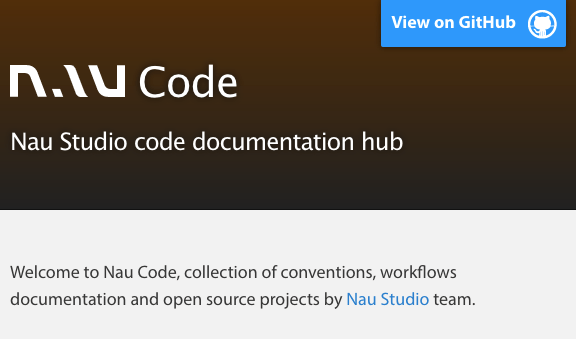 View on GitHub
nau Code
Nau Studio code documentation hub
Welcome to Nau Code, collection of conventions, workflows
documentation and open source projects by Nau Studio team.